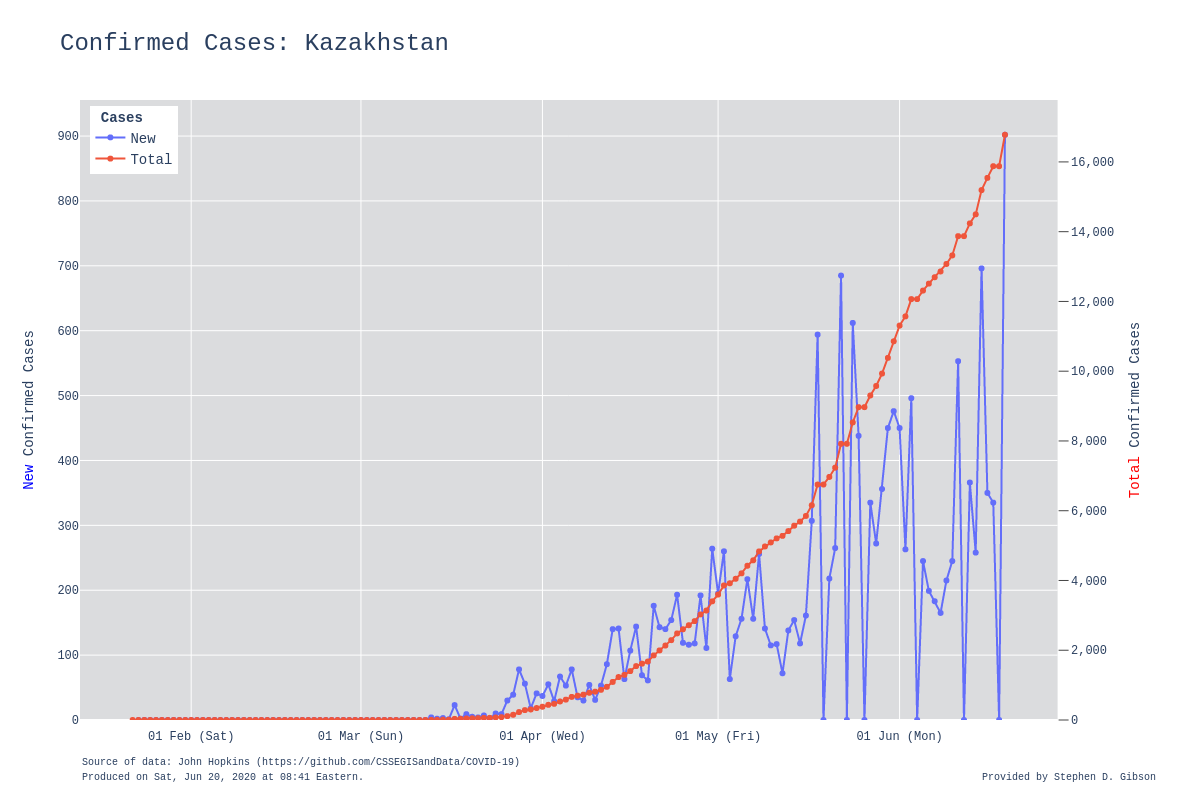 Confirmed Cases: Kazakhstan
Cases
New
Total
900
800
700
600
500
400
300
200
100
0
New Confirmed Cases
16,000
14,000
12,000
10,000
8,000
6,000
4,000
2,000
0
Total Confirmed Cases
01 Feb (Sat)
01 Mar (Sun)
01 Apr (Wed)
01 May (Fri)
01 Jun (Mon)
Source of data: John Hopkins (https://github.com/CSSEGISandData/COVID-19)
Produced on Sat, Jun 20, 2020 at 08:41 Eastern.
Provided by Stephen D. Gibson